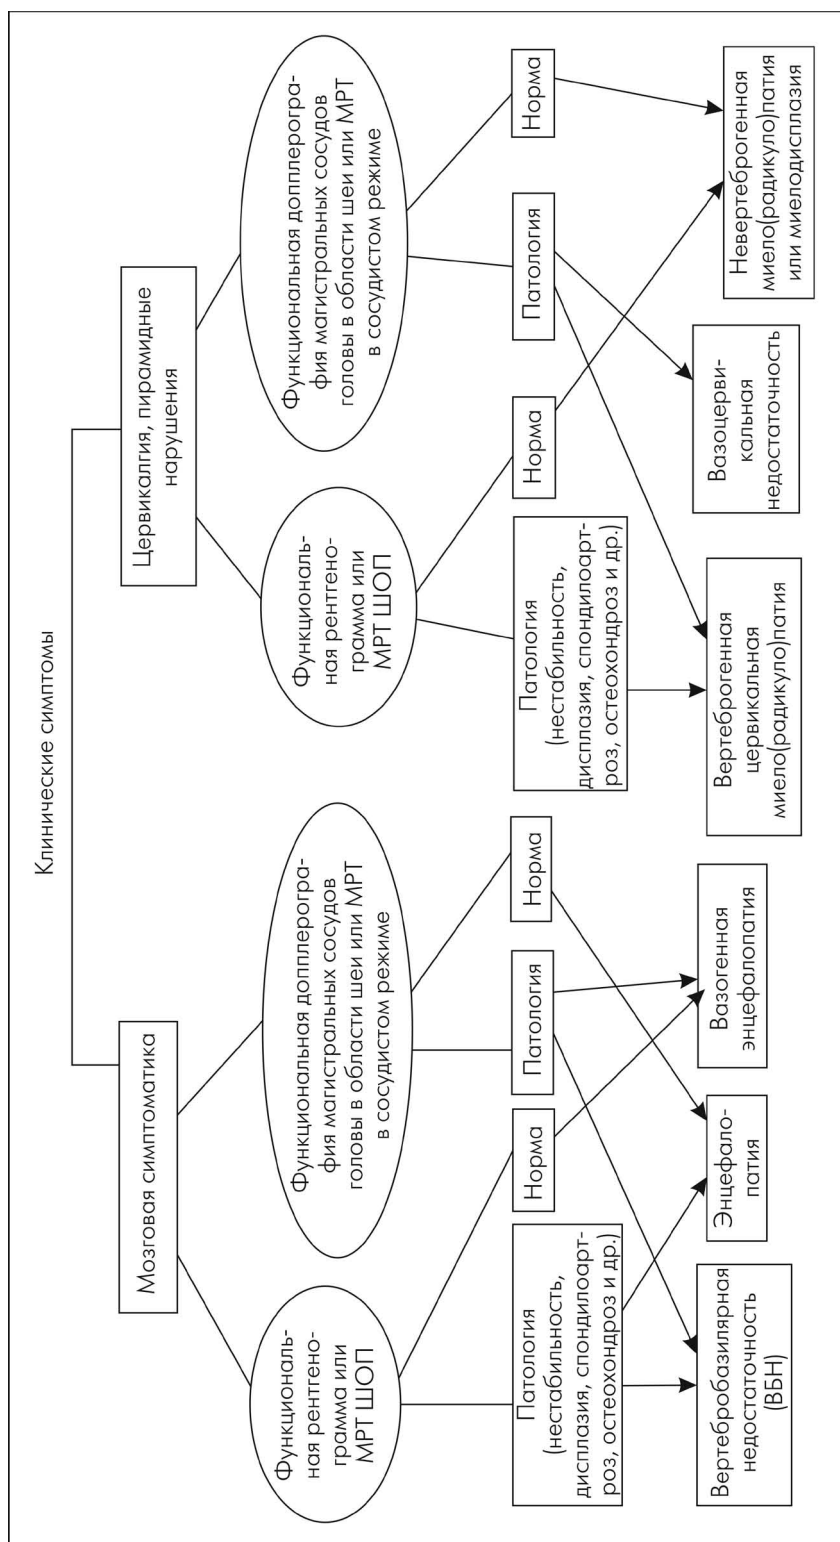 Клинические симптомы
Мозговая симптоматика
Цервикалгия, пирамидные
нарушения
Функциональ-
ная рентгено-
грамма или
МРТ ШОП
Функциональная допплерогра-
фия магистральных сосудов
головы в области шеи или МРТ
в сосудистом режиме
Функциональ-
ная рентгено-
грамма или
МРТ ШОП
Функциональная допплерогра-
фия магистральных сосудов
головы в области шеи или МРТ
в сосудистом режиме
Патология
(нестабильность,
дисплазия, спондилоарт-
роз, остеохондроз и др.)
Норма
Патология
Норма
Патология
(нестабильность,
дисплазия, спондилоарт-
роз, остеохондроз и др.)
Норма
Патология
Норма
Вертебробазилярная
недостаточность
(ВБН)
Энцефало-
патия
Вазогенная
энцефалопатия
Вертеброгенная
цервикальная
миело(радикуло)патия
Вазоцерви-
кальная
недостаточность
Невертеброгенная
миело(радикуло)патия
или миелодисплазия